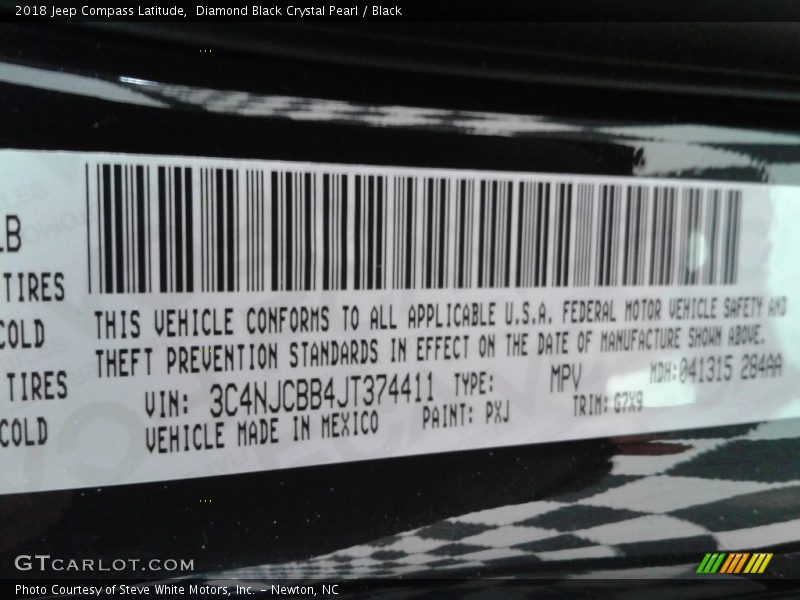 2018 Jeep Compass Latitude,  Diamond Black Crystal Pearl / Black
LB
TIRES
COLD
TIRES
COLD
THIS VEHICLE CONFORMS TO ALL APPLICABLE U.S.A. FEDERAL MOTOR VEHICLE SAFETY AND
THEFT PREVENTION STANDARDS IN EFFECT ON THE DATE OF MANUFACTURE SHOWN ABOVE.
VIN: 3C4NJCBB4JT374411 TYPE: MPV MDH:041315 284AA
VEHICLE MADE IN MEXICO PAINT: PXJ TRIM: G7X9
GTCARLOT.COM
Photo Courtesy of Steve White Motors, Inc. – Newton, NC